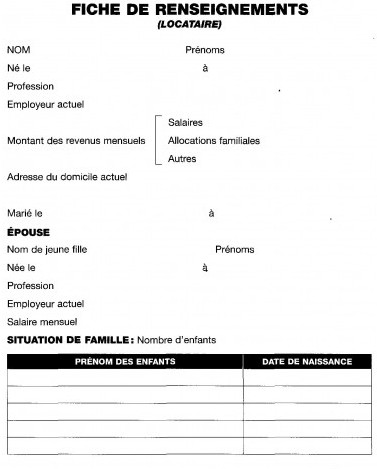 FICHE DE RENSEIGNEMENTS
(LOCATAIRE)
NOM Prénoms
Né le à
Profession
Employeur actuel
Salaires
Montant des revenus mensuels Allocations familiales
Autres
Adresse du domicile actuel
Marié le à
ÉPOUSE
Nom de jeune fille Prénoms
Née le à
Profession
Employeur actuel
Salaire mensuel
SITUATION DE FAMILLE : Nombre d'enfants
PRÉNOM DES ENFANTS DATE DE NAISSANCE